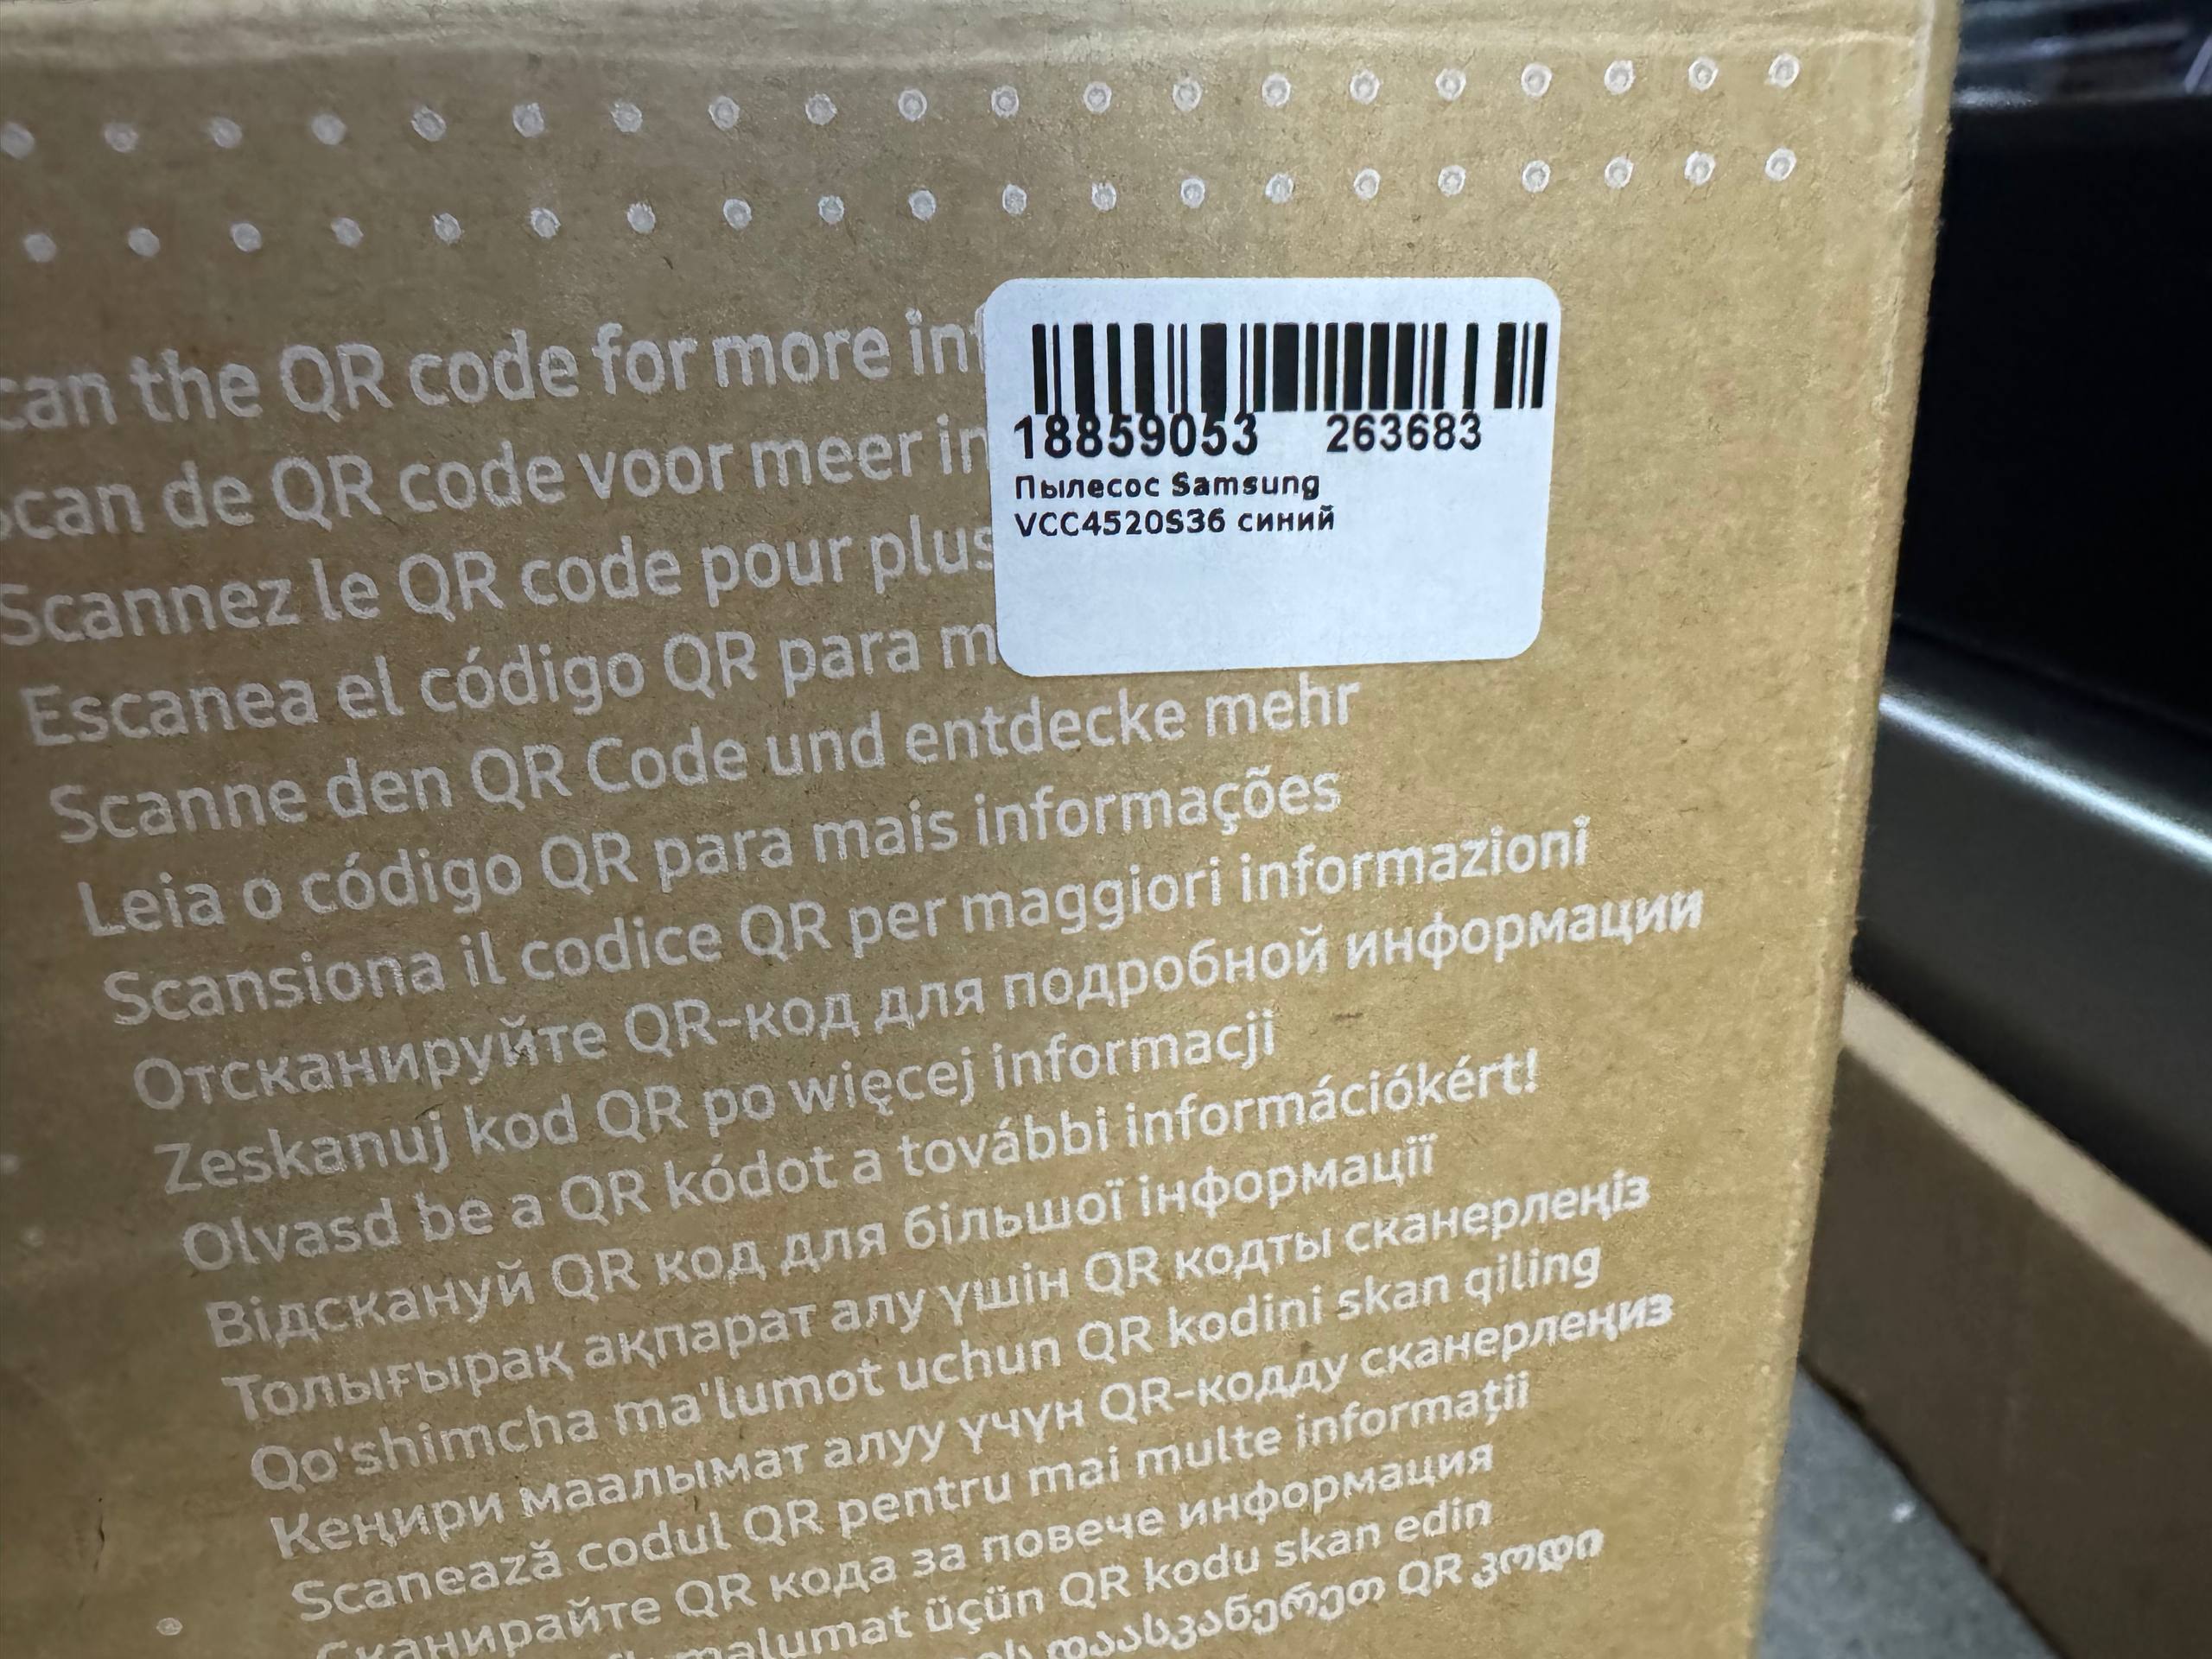 can the QR code for more inf
can de QR code voor meer in
Scannez le QR code pour plus
Escanea el código QR para m
Scanne den QR Code und entdecke mehr
Leia o código QR para mais informações
Scansiona il codice QR per maggiori informazioni
Отсканируйте QR-код для подробной информации
Zeskanuj kod QR po więcej informacji
Olvasd be a QR kódot a további információkért!
Відскануй QR код для більшої інформації
Толығырақ ақпарат алу үшін QR кодты сканерлеңіз
Qo'shimcha ma'lumot uchun QR kodini skan qiling
Кеңири маалымат алуу үчүн QR-кодду сканерлеңиз
Scanează codul QR pentru mai multe informații
Сканирайте QR кода за повече информация
malumat üçün QR kodu skan edin
დაასკანერეთ QR კოდი
18859053 263683
Пылесос Samsung
VCC4520S36 синий